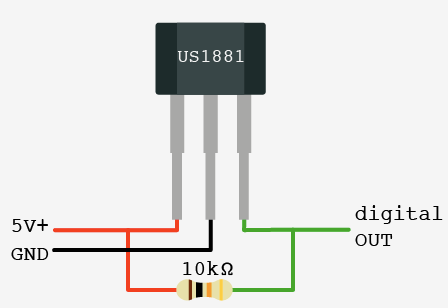 US1881
5V+
GND
digital
OUT
10kΩ